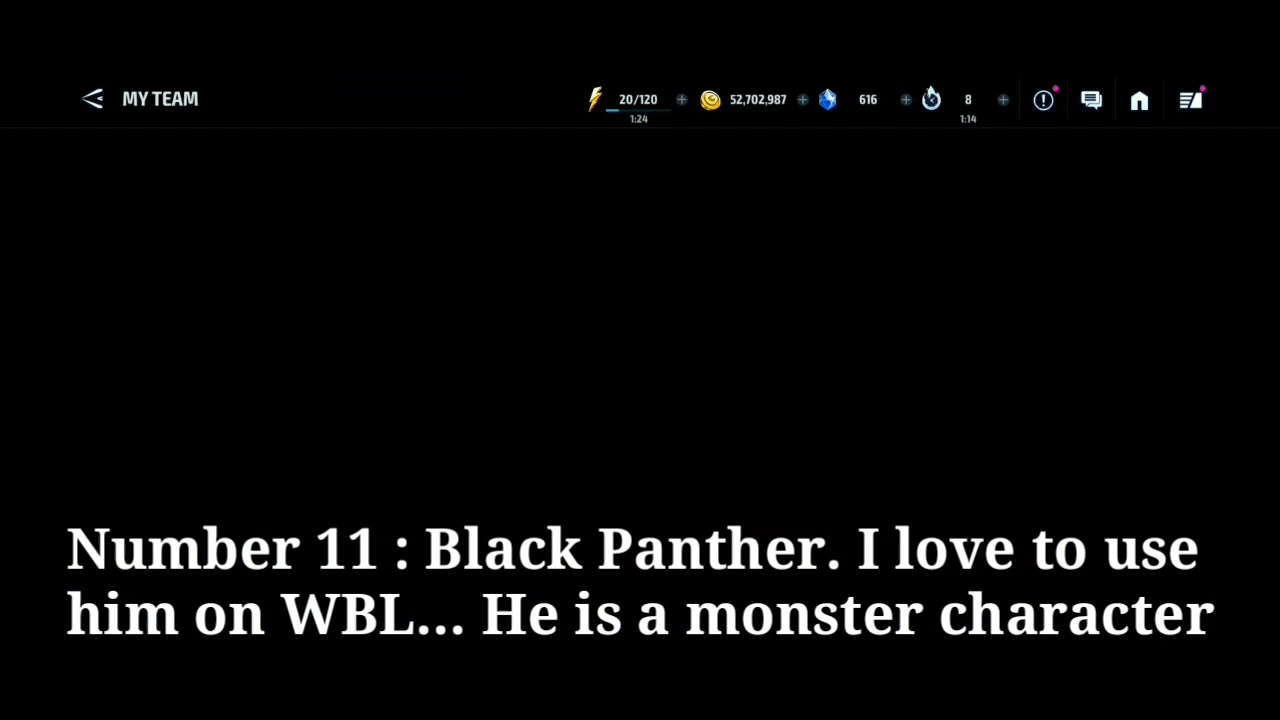 MY TEAM
20/120
52,702,987
616
8
1:24
1:14
Number 11 : Black Panther. I love to use
him on WBL... He is a monster character